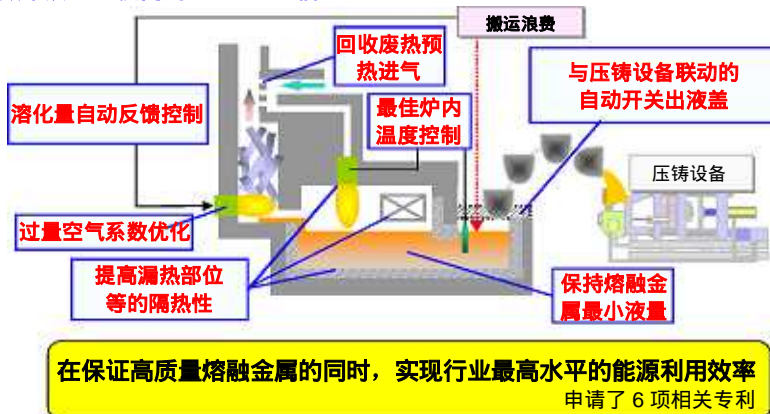 搬运浪费
回收废热预
热进气
与压铸设备联动的
自动开关出液盖
溶化量自动反馈控制
最佳炉内
温度控制
压铸设备
过量空气系数优化
提高漏热部位
等的隔热性
保持熔融金
属最小液量
在保证高质量熔融金属的同时，实现行业最高水平的能源利用效率
申请了 6 项相关专利